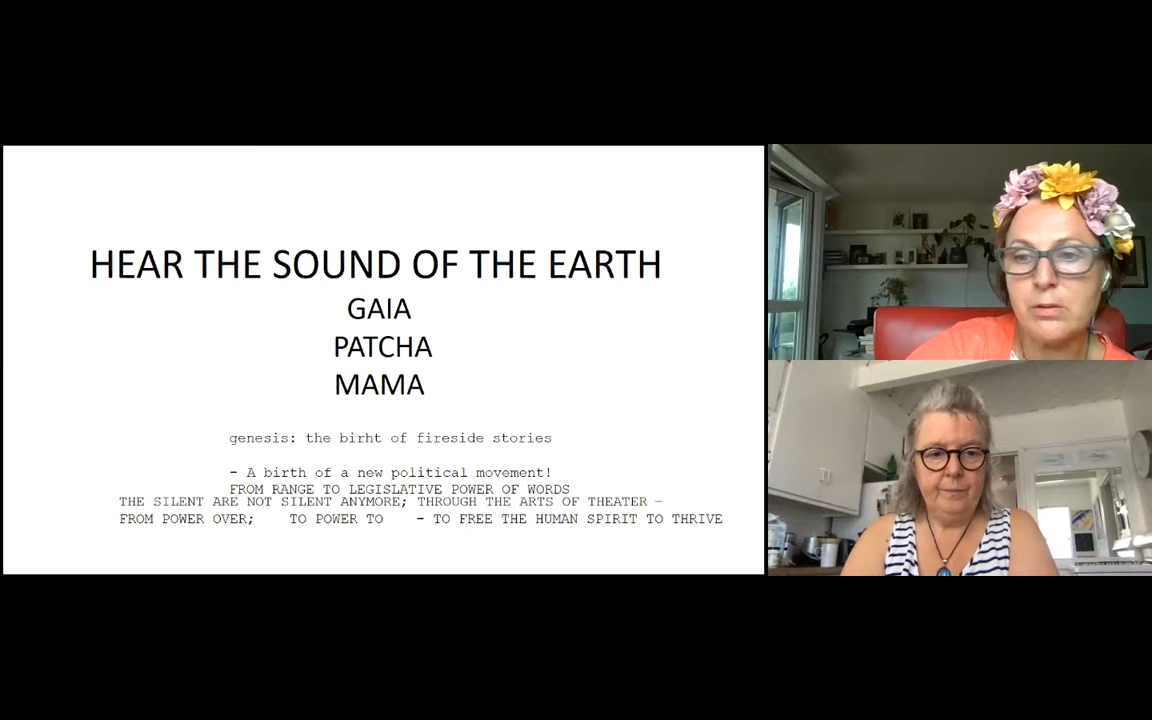 HEAR THE SOUND OF THE EARTH
GAIA
PATCHA
MAMA
genesis: the birht of fireside stories
- A birth of a new political movement!
FROM RANGE TO LEGISLATIVE POWER OF WORDS
THE SILENT ARE NOT SILENT ANYMORE; THROUGH THE ARTS OF THEATER -
FROM POWER OVER; TO POWER TO - TO FREE THE HUMAN SPIRIT TO THRIVE